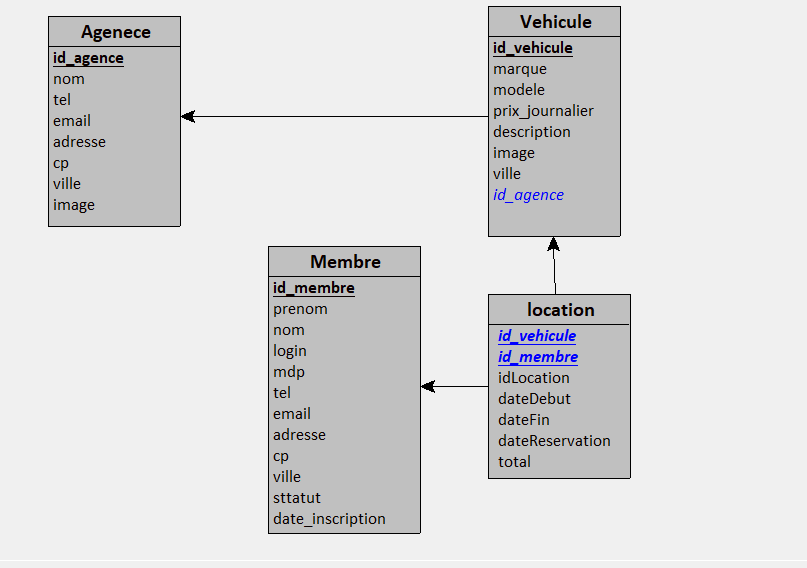 Agenece
id_agence
nom
tel
email
adresse
cp
ville
image
Vehicule
id_vehicule
marque
modele
prix_journalier
description
image
ville
id_agence
Membre
id_membre
prenom
nom
login
mdp
tel
email
adresse
cp
ville
sttatut
date_inscription
location
id_vehicule
id_membre
idLocation
dateDebut
dateFin
dateReservation
total